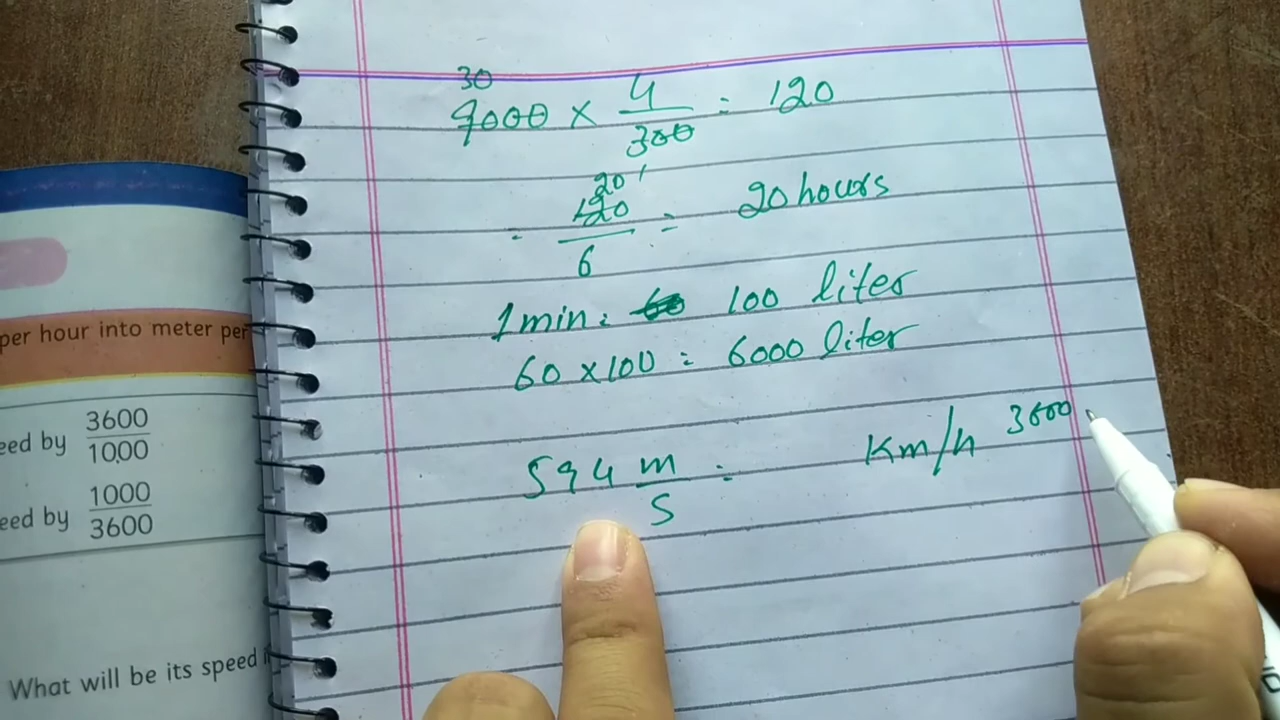 30
9000 × 4/300 = 120
20
= 120/6 = 20 hours
1 min = 100 liter
60 × 100 = 6000 liter
594 m/s = Km/h 3600
per hour into meter per
eed by 3600/1000
eed by 1000/3600
What will be its speed i